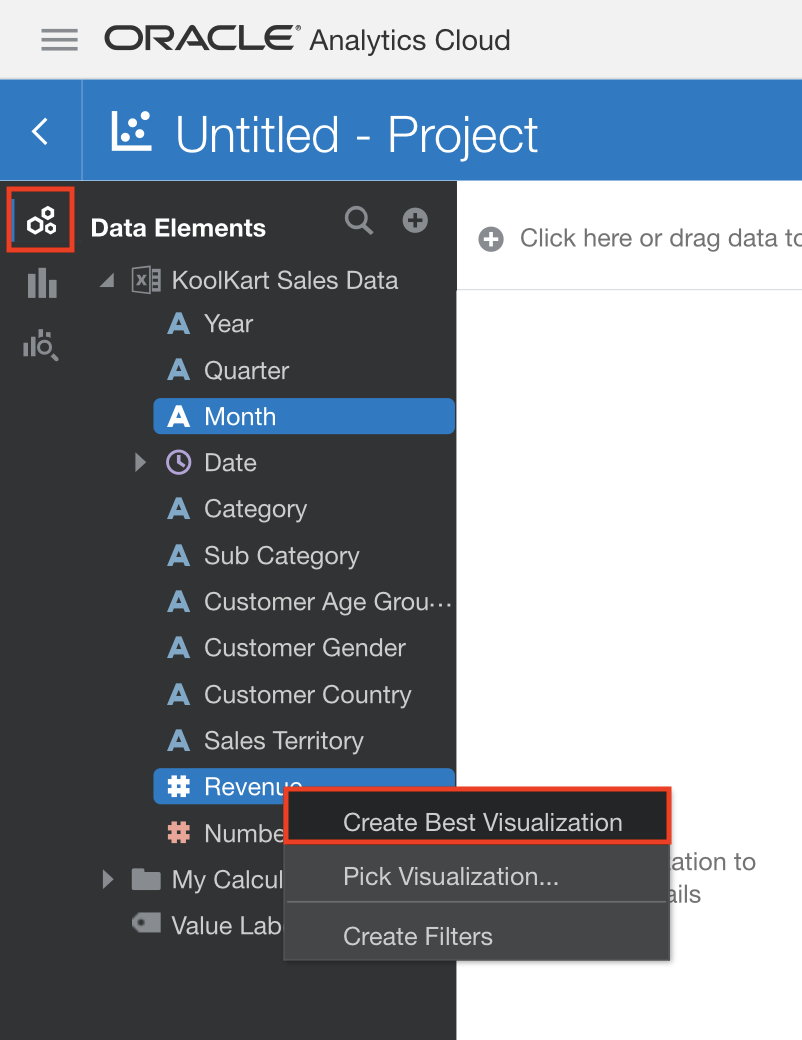 ORACLE® Analytics Cloud
Untitled - Project
Data Elements
Click here or drag data to
KoolKart Sales Data
A Year
A Quarter
A Month
Date
A Category
A Sub Category
A Customer Age Grou...
A Customer Gender
A Customer Country
A Sales Territory
# Revenue
Create Best Visualization
# Numbe
ation to
My Calcul
Pick Visualization...
ails
Value Lab
Create Filters